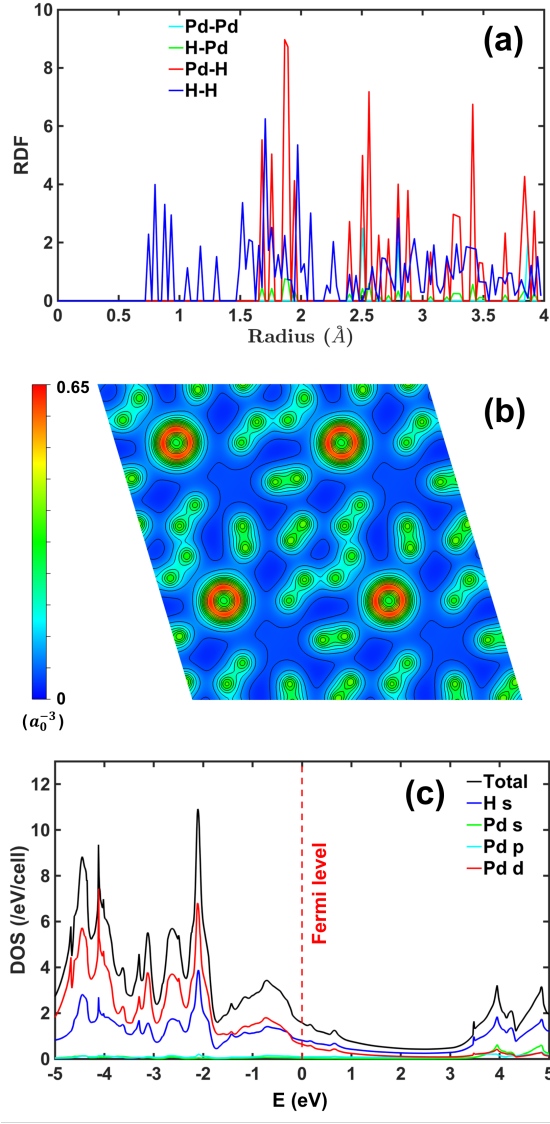 (a)
Pd-Pd
H-Pd
Pd-H
H-H
RDF
10
8
6
4
2
0
0 0.5 1 1.5 2 2.5 3 3.5 4
Radius (Å)
(b)
0.65
0
(a₀⁻³)
(c)
Total
H s
Pd s
Pd p
Pd d
Fermi level
DOS (/eV/cell)
12
10
8
6
4
2
0
-5 -4 -3 -2 -1 0 1 2 3 4 5
E (eV)